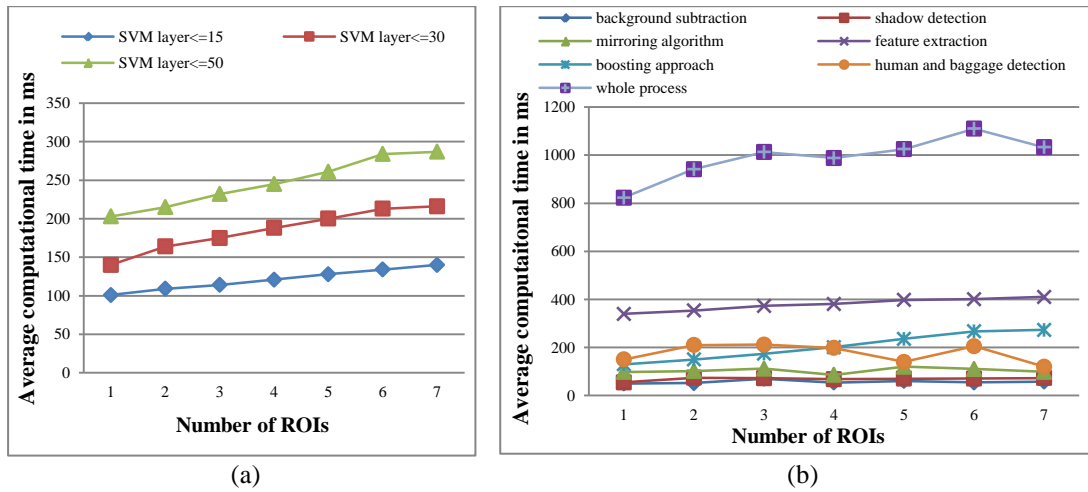 SVM layer<=15
SVM layer<=30
SVM layer<=50
Average computational time in ms
350
300
250
200
150
100
50
0
1 2 3 4 5 6 7
Number of ROIs
(a)
background subtraction
shadow detection
mirroring algorithm
feature extraction
boosting approach
human and baggage detection
whole process
Average computaitonal time in ms
1200
1000
800
600
400
200
0
1 2 3 4 5 6 7
Number of ROIs
(b)